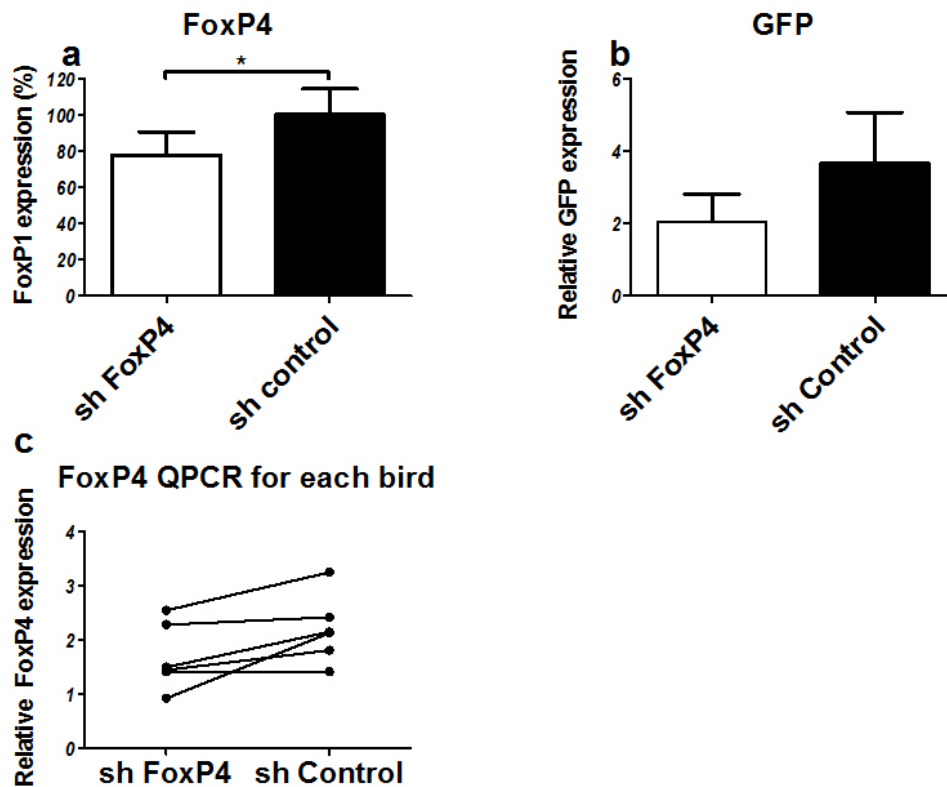 FoxP4
a
*
FoxP1 expression (%)
120
100
80
60
40
20
0
sh FoxP4
sh control
GFP
b
Relative GFP expression
6
4
2
0
sh FoxP4
sh Control
c
FoxP4 QPCR for each bird
Relative FoxP4 expression
4
3
2
1
0
sh FoxP4
sh Control